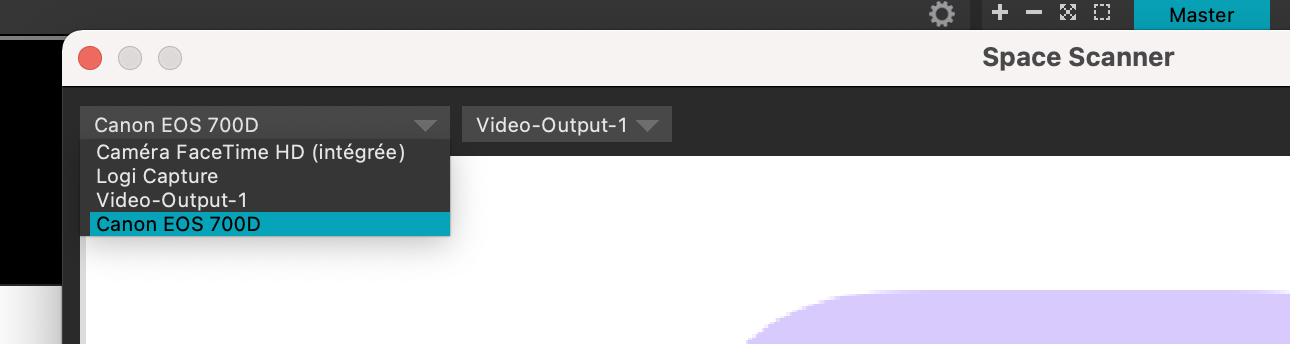 Master
Space Scanner
Canon EOS 700D
Video-Output-1
Caméra FaceTime HD (intégrée)
Logi Capture
Video-Output-1
Canon EOS 700D